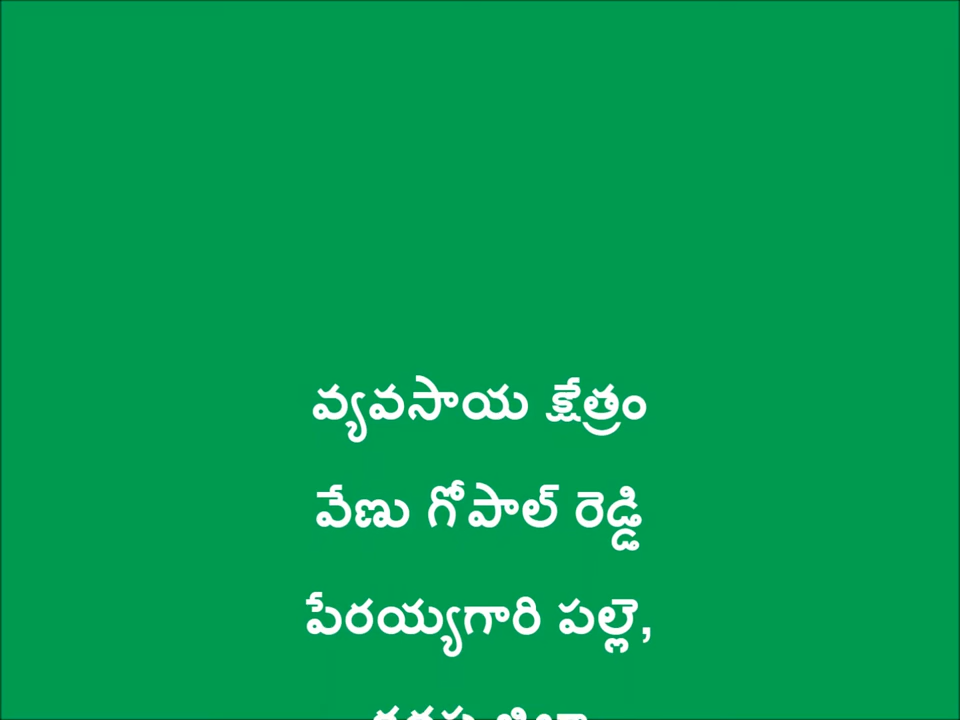 వ్యవసాయ క్షేత్రం
వేణు గోపాల్ రెడ్డి
పేరయ్యగారి పల్లె,